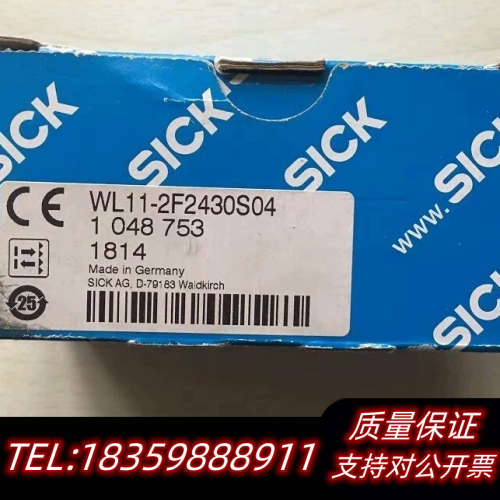 SICK
SICK
SICK
SICK
www.sick
CE
WL11-2F2430S04
1 048 753
1814
Made in Germany
SICK AG, D-79183 Waldkirch
25
TEL:18359888911
质量保证
支持对公开票